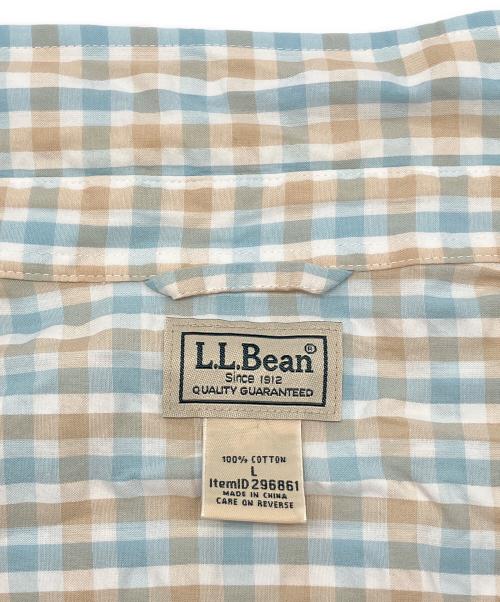 L.L.Bean®
Since 1912
QUALITY GUARANTEED
100% COTTON
L
ItemID 296861
MADE IN CHINA
CARE ON REVERSE